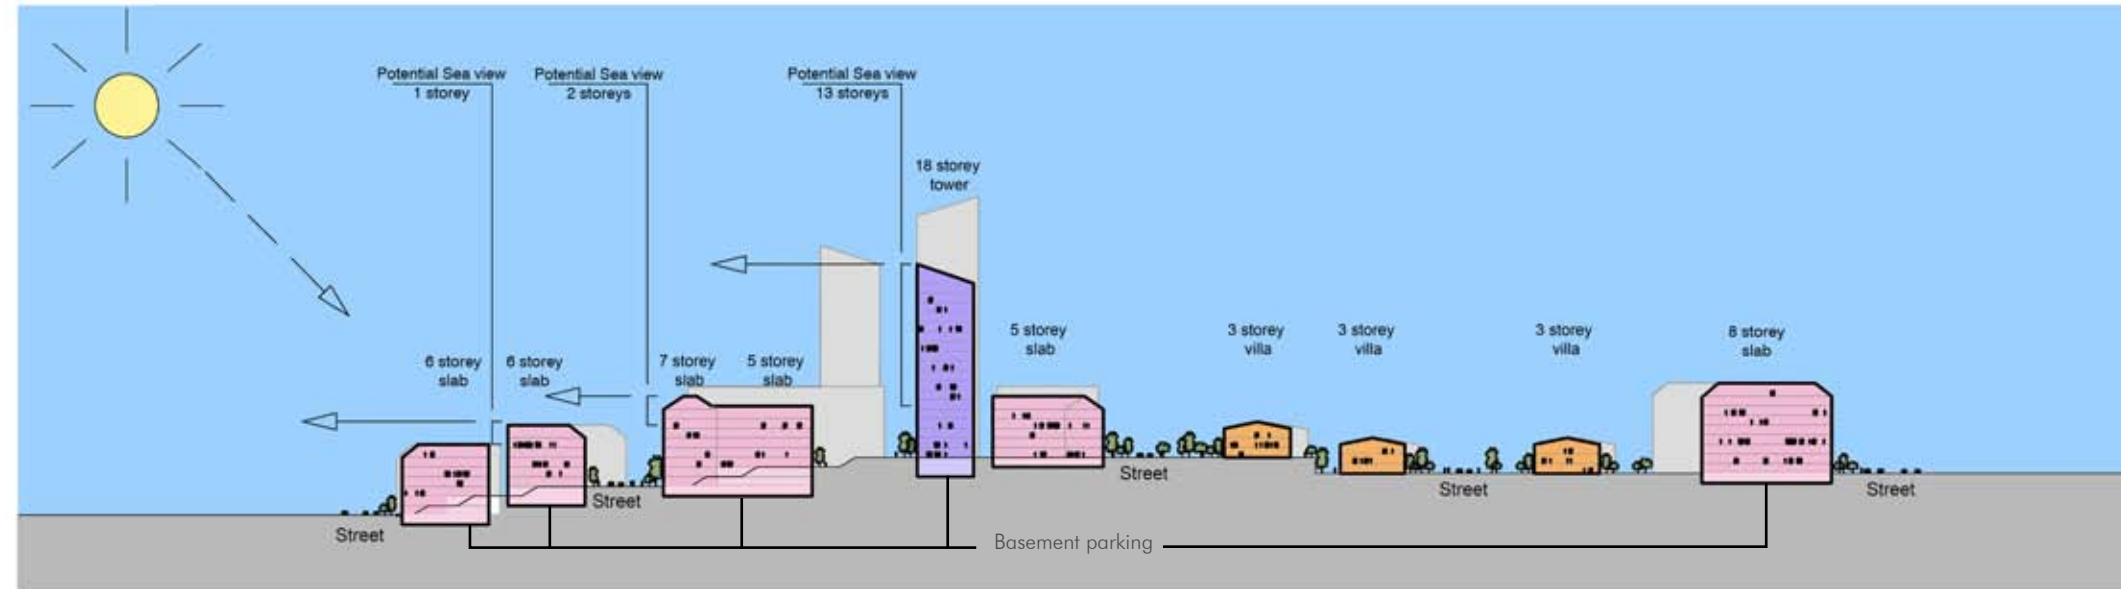 Potential Sea view
1 storey
Potential Sea view
2 storeys
Potential Sea view
13 storeys
18 storey
tower
6 storey
slab
6 storey
slab
7 storey
slab
5 storey
slab
5 storey
slab
3 storey
villa
3 storey
villa
3 storey
villa
8 storey
slab
Street
Street
Street
Street
Street
Basement parking